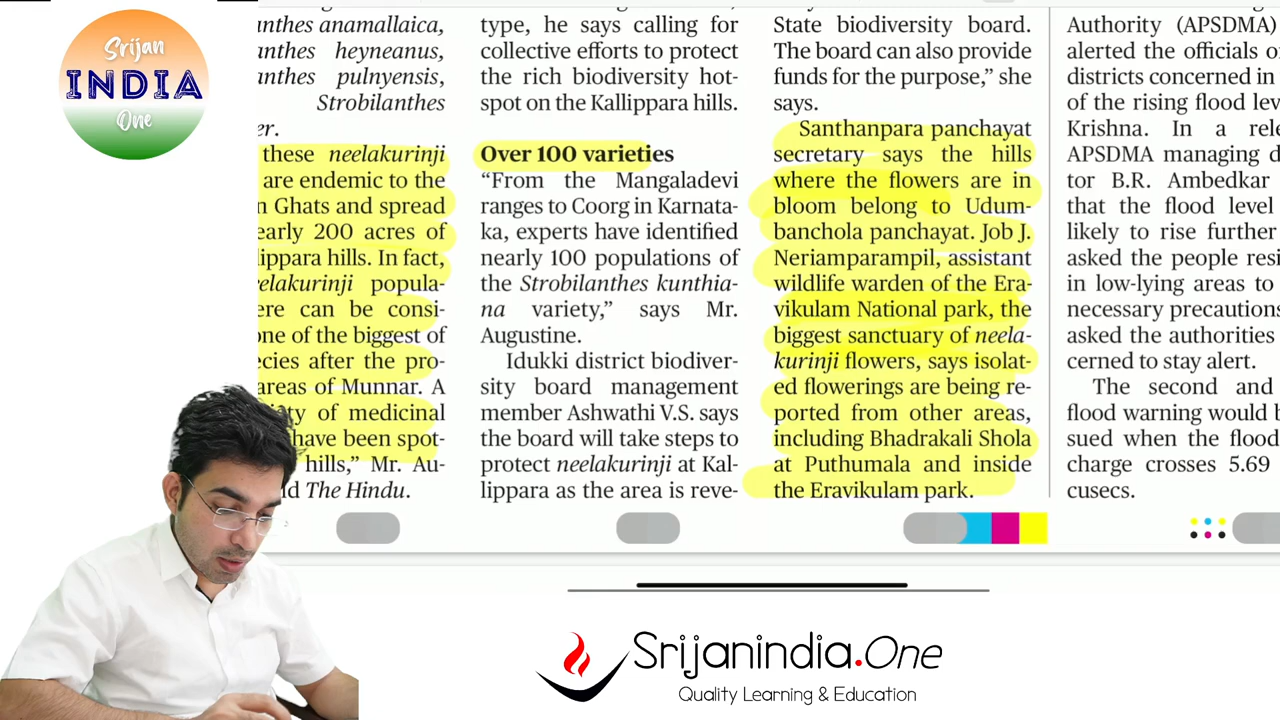 Srijan
INDIA
One
anthes anamallaica,
anthes heyneanus,
anthes pulnyensis,
Strobilanthes
er.
these neelakurinji
are endemic to the
n Ghats and spread
early 200 acres of
lippara hills. In fact,
elakurinji popula-
ere can be consi-
one of the biggest of
ecies after the pro-
areas of Munnar. A
ety of medicinal
have been spot-
hills,” Mr. Au-
d The Hindu.
type, he says calling for
collective efforts to protect
the rich biodiversity hot-
spot on the Kallippara hills.
Over 100 varieties
“From the Mangaladevi
ranges to Coorg in Karnata-
ka, experts have identified
nearly 100 populations of
the Strobilanthes kunthia-
na variety,” says Mr.
Augustine.
Idukki district biodiver-
sity board management
member Ashwathi V.S. says
the board will take steps to
protect neelakurinji at Kal-
lippara as the area is reve-
State biodiversity board.
The board can also provide
funds for the purpose,” she
says.
Santhanpara panchayat
secretary says the hills
where the flowers are in
bloom belong to Udum-
banchola panchayat. Job J.
Neriamparampil, assistant
wildlife warden of the Era-
vikulam National park, the
biggest sanctuary of neela-
kurinji flowers, says isolat-
ed flowerings are being re-
ported from other areas,
including Bhadrakali Shola
at Puthumala and inside
the Eravikulam park.
Authority (APSDMA)
alerted the officials o
districts concerned in
of the rising flood lev
Krishna. In a rele
APSDMA managing d
tor B.R. Ambedkar
that the flood level
likely to rise further
asked the people resi
in low-lying areas to
necessary precautions
asked the authorities
cerned to stay alert.
The second and
flood warning would b
sued when the flood
charge crosses 5.69
cusecs.
Srijanindia.One
Quality Learning & Education